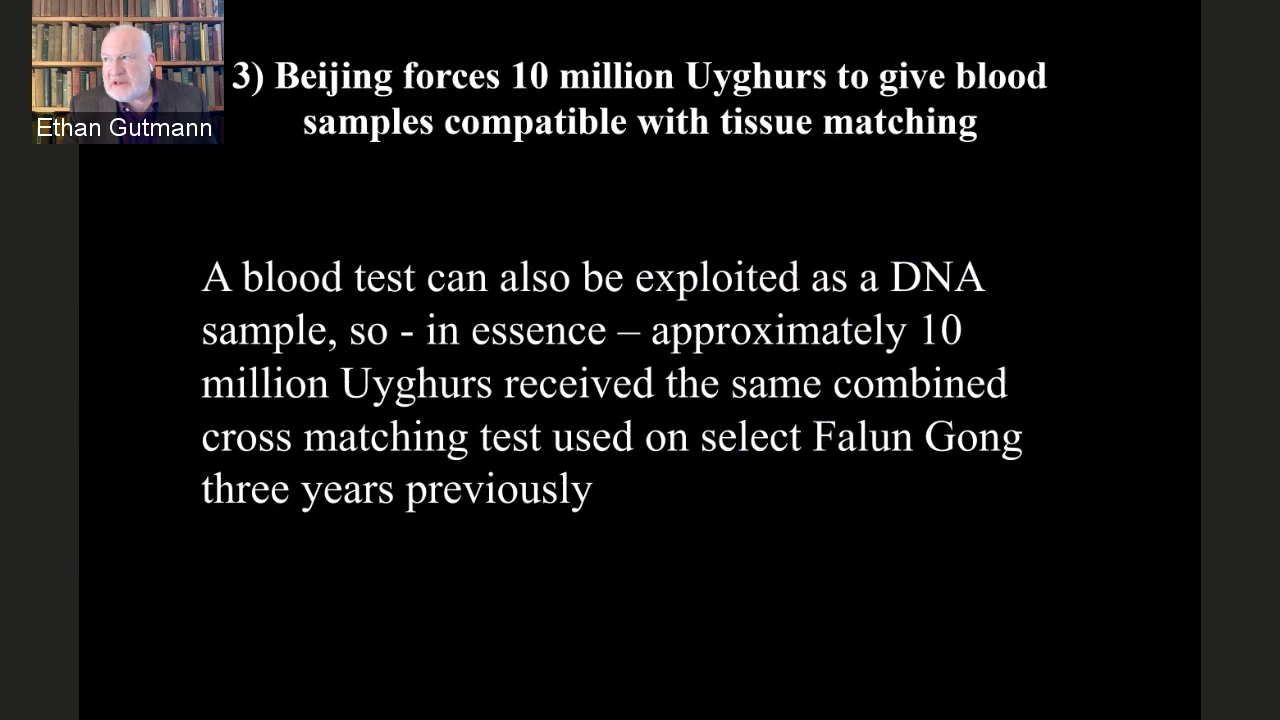 3) Beijing forces 10 million Uyghurs to give blood
samples compatible with tissue matching
Ethan Gutmann
A blood test can also be exploited as a DNA
sample, so - in essence – approximately 10
million Uyghurs received the same combined
cross matching test used on select Falun Gong
three years previously